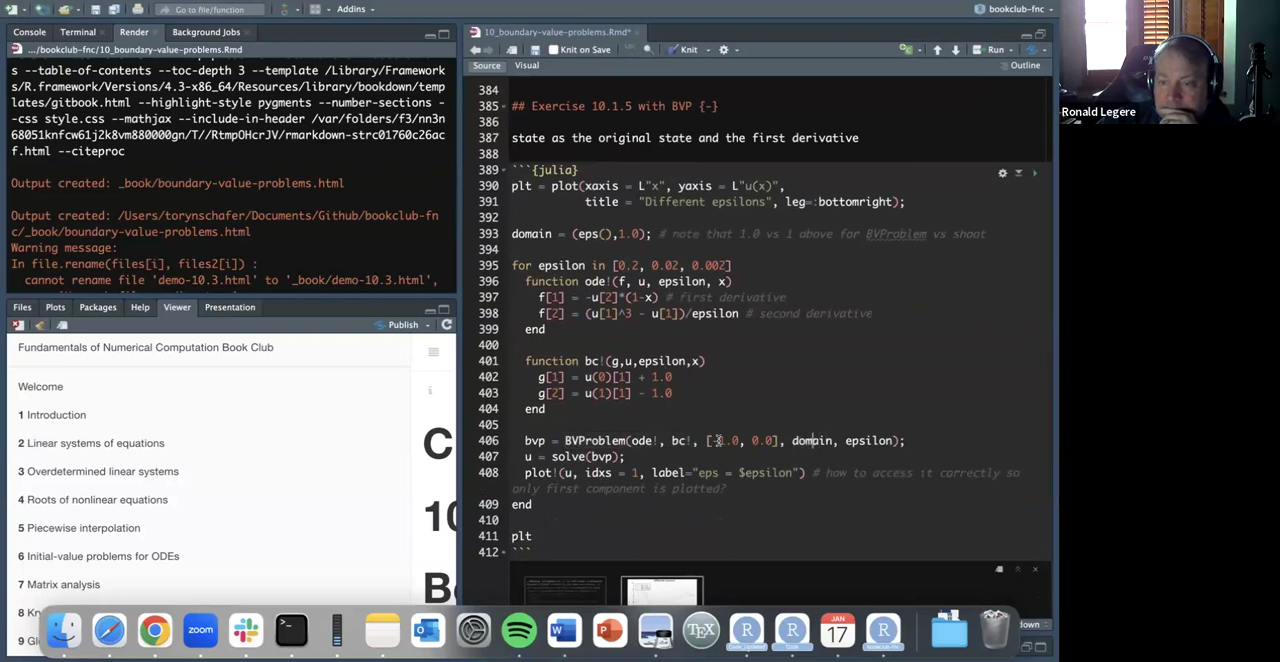 Go to file/function
Addins
bookclub-fnc
Console
Terminal
Render
Background Jobs
.../bookclub-fnc/10_boundary-value-problems.Rmd
s --table-of-contents --toc-depth 3 --template /Library/Framework
s/R.framework/Versions/4.3-x86_64/Resources/library/bookdown/tem
plates/gitbook.html --highlight-style pygments --number-sections -
-css style.css --mathjax --include-in-header /var/folders/f3/nn3n
68051knfcw61j2k8vm880000gn/T//RtmpOHcrJV/rmarkdown-strc01760c26ac
f.html --citeproc
Output created: _book/boundary-value-problems.html
Output created: /Users/torynschafer/Documents/Github/bookclub-fn
c/_book/boundary-value-problems.html
Warning message:
In file.rename(files[i], files2[i]) :
cannot rename file 'demo-10.3.html' to '_book/demo-10.3.html',
Files
Plots
Packages
Help
Viewer
Presentation
Publish
Fundamentals of Numerical Computation Book Club
Welcome
1 Introduction
2 Linear systems of equations
3 Overdetermined linear systems
4 Roots of nonlinear equations
5 Piecewise interpolation
6 Initial-value problems for ODEs
7 Matrix analysis
8 Kr
9 Gl
C
10
B
10_boundary-value-problems.Rmd*
Knit on Save
Knit
Run
Source
Visual
Outline
384
385 ## Exercise 10.1.5 with BVP {-}
386
387 state as the original state and the first derivative
388
389 ```{julia}
390 plt = plot(xaxis = L"x", yaxis = L"u(x)",
391 title = "Different epsilons", leg=:bottomright);
392
393 domain = (eps(),1.0); # note that 1.0 vs 1 above for BVProblem vs shoot
394
395 for epsilon in [0.2, 0.02, 0.002]
396 function ode!(f, u, epsilon, x)
397 f[1] = -u[2]*(1-x) # first derivative
398 f[2] = (u[1]^3 - u[1])/epsilon # second derivative
399 end
400
401 function bc!(g,u,epsilon,x)
402 g[1] = u(0)[1] + 1.0
403 g[2] = u(1)[1] - 1.0
404 end
405
406 bvp = BVProblem(ode!, bc!, [-1.0, 0.0], domain, epsilon);
407 u = solve(bvp);
408 plot!(u, idxs = 1, label="eps = $epsilon") # how to access it correctly so
only first component is plotted?
409 end
410
411 plt
412 ```
Ronald Legere
zoom
JAN
17
TEX